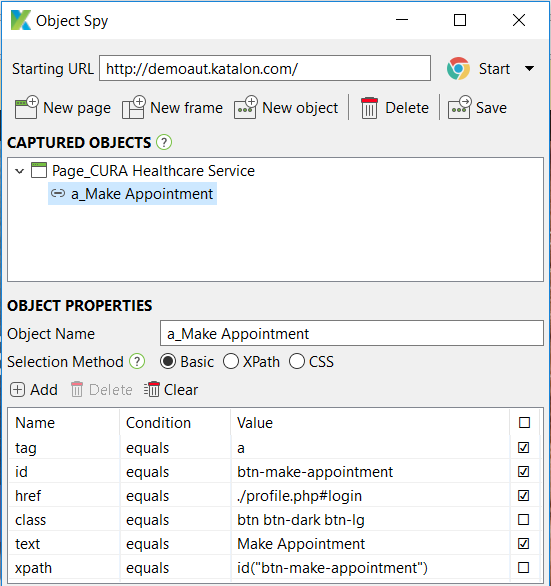 Object Spy
Starting URL http://demoaut.katalon.com/ Start
New page New frame New object Delete Save
CAPTURED OBJECTS ?
Page_CURA Healthcare Service
a_Make Appointment
OBJECT PROPERTIES
Object Name a_Make Appointment
Selection Method ? Basic XPath CSS
Add Delete Clear
Name Condition Value
tag equals a
id equals btn-make-appointment
href equals ./profile.php#login
class equals btn btn-dark btn-lg
text equals Make Appointment
xpath equals id("btn-make-appointment")